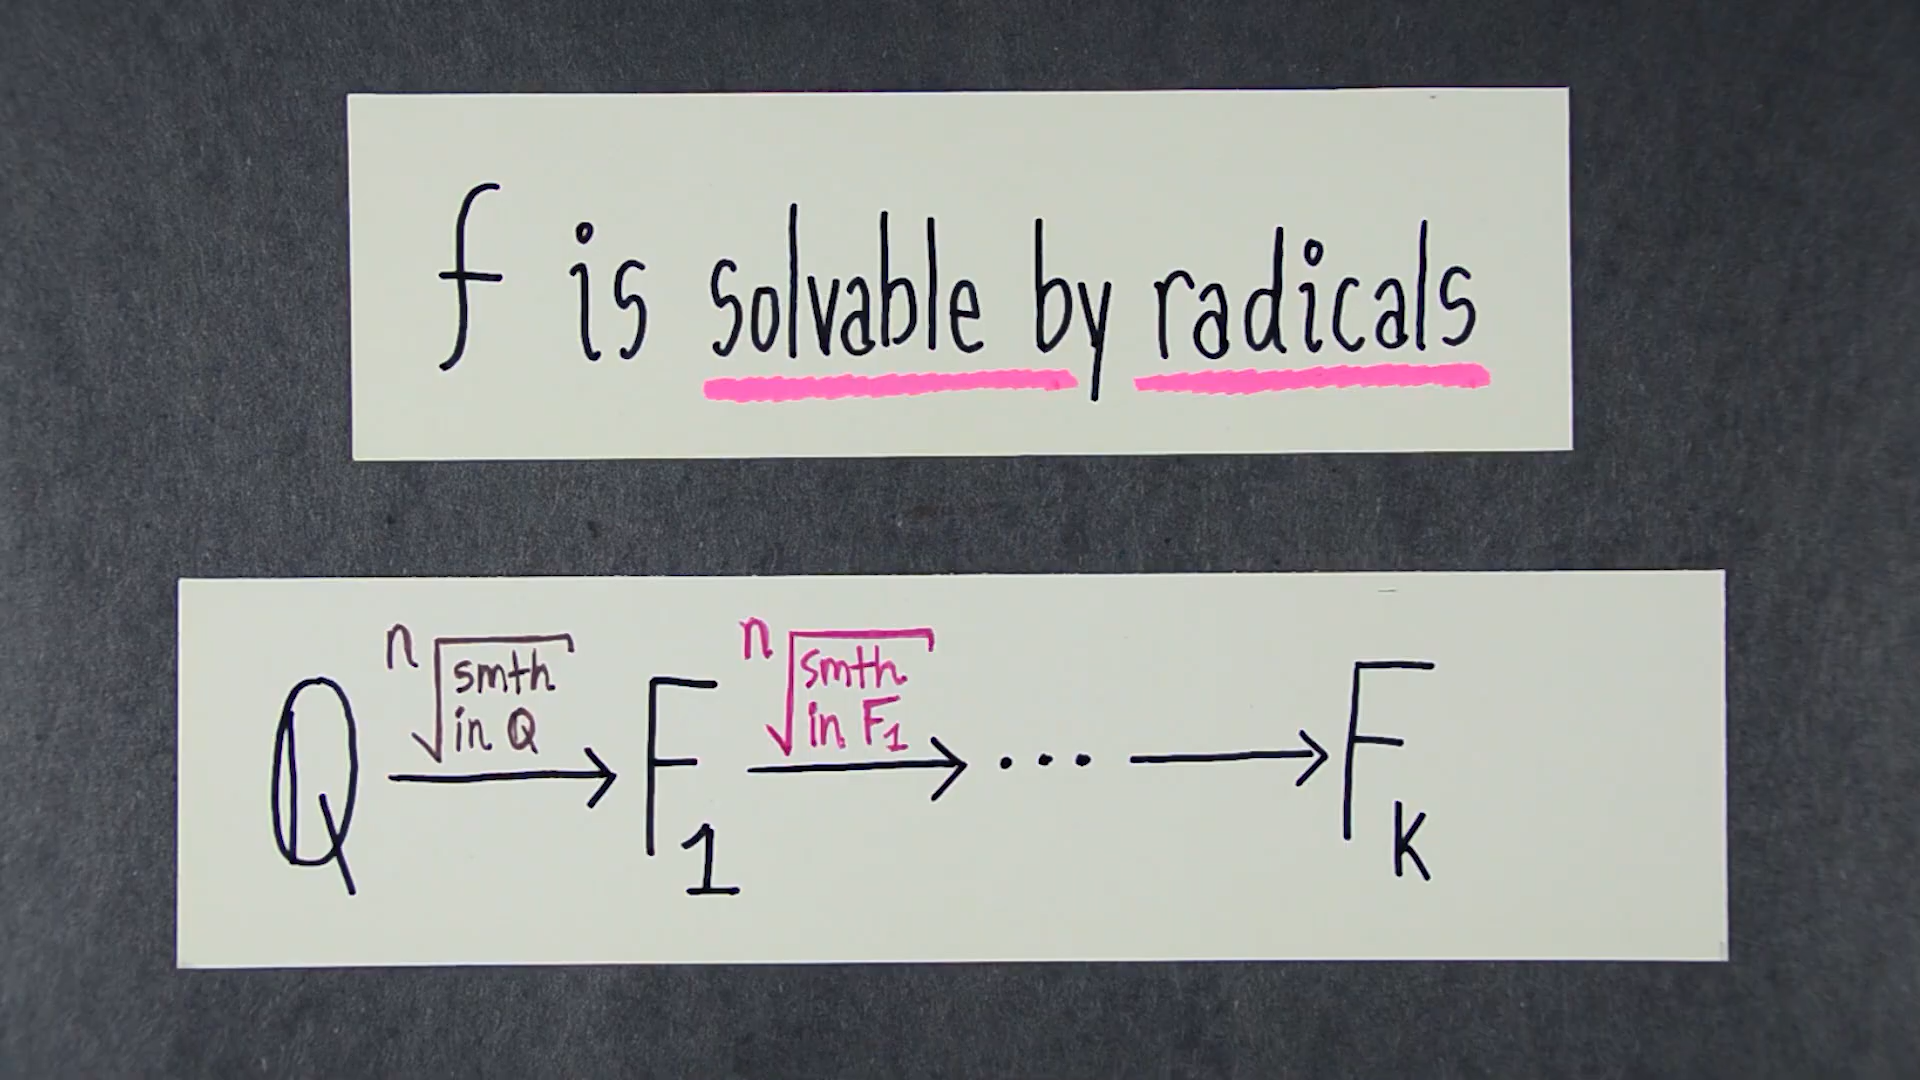 f is solvable by radicals
n√smth in Q n√smth in F₁
Q → F₁ → ... → Fₖ